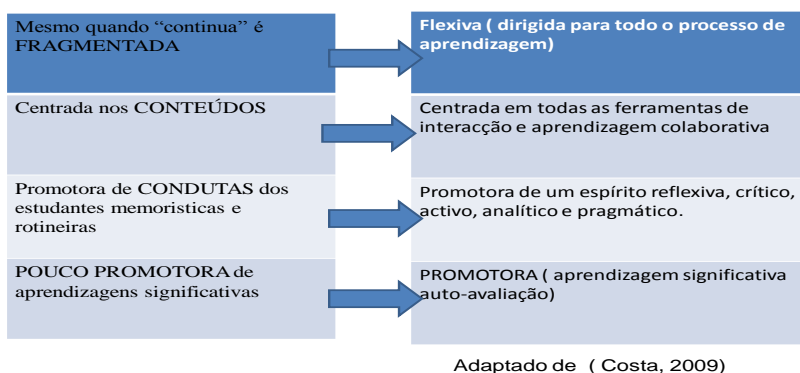 Mesmo quando “continua” é
FRAGMENTADA
Flexiva ( dirigida para todo o processo de
aprendizagem)
Centrada nos CONTEÚDOS
Centrada em todas as ferramentas de
interacção e aprendizagem colaborativa
Promotora de CONDUTAS dos
estudantes memoristicas e
rotineiras
Promotora de um espírito reflexiva, crítico,
activo, analítico e pragmático.
POUCO PROMOTORA de
aprendizagens significativas
PROMOTORA ( aprendizagem significativa
auto-avaliação)
Adaptado de ( Costa, 2009)